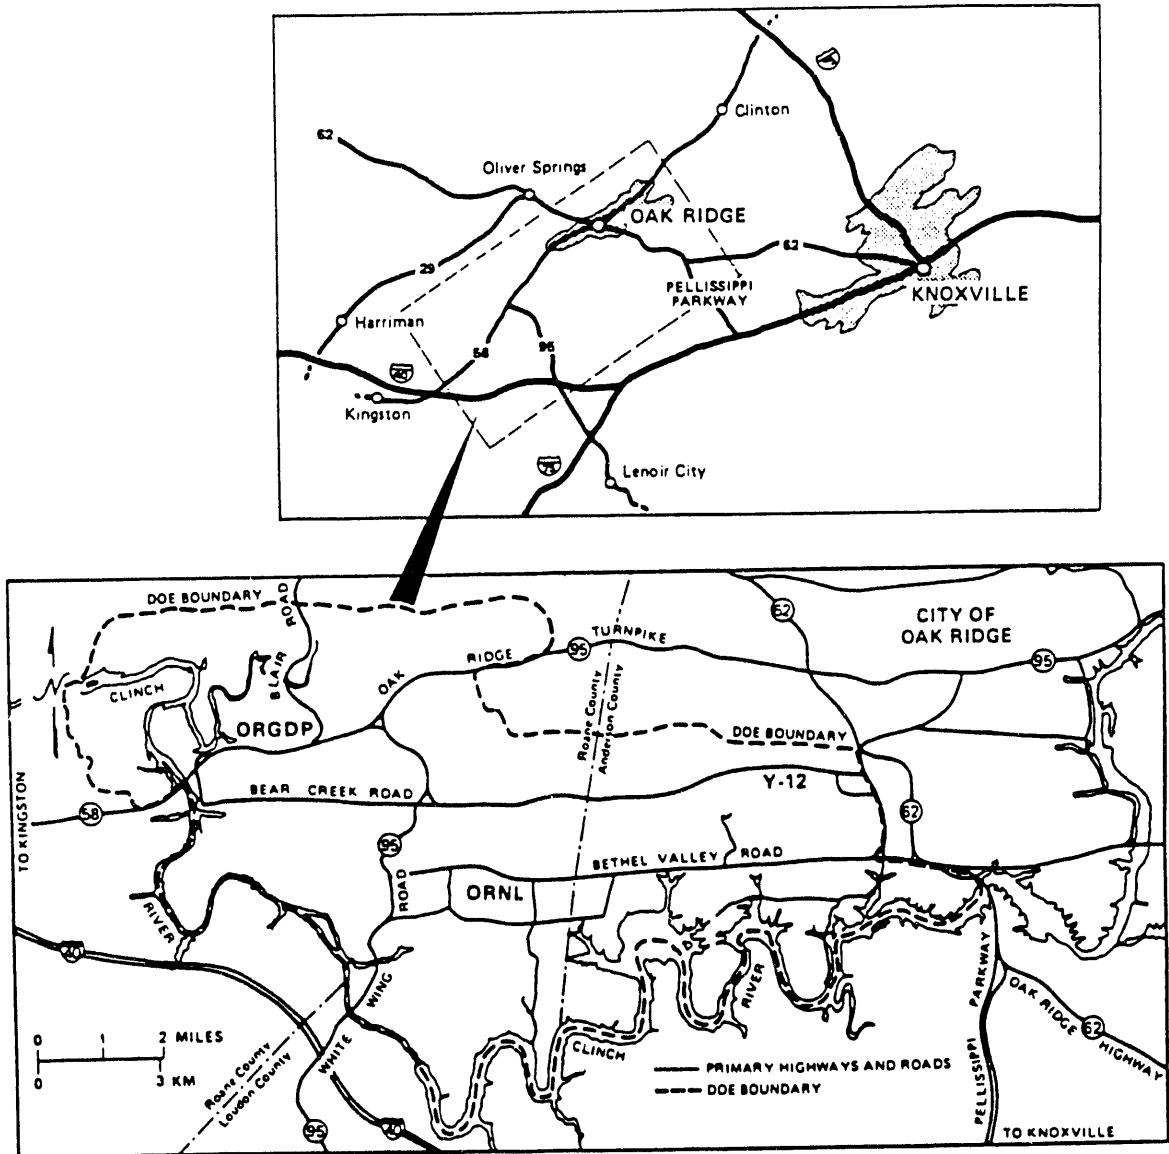 Clinton
62
Oliver Springs
OAK RIDGE
62
29
PELLISSIPPI
PARKWAY
KNOXVILLE
Harriman
58
95
40
Kingston
75
Lenoir City
DOE BOUNDARY
BLAIR ROAD
62
CITY OF
OAK RIDGE
OAK RIDGE TURNPIKE
95
95
N
CLINCH
RIVER
ORGDP
Roane County
Anderson County
DOE BOUNDARY
Y-12
BEAR CREEK ROAD
TO KINGSTON
58
62
95
BETHEL VALLEY ROAD
ORNL
WHITE WING ROAD
40
CLINCH RIVER
PELLISSIPPI PARKWAY
OAK RIDGE HIGHWAY
62
0 1 2 MILES
0 3 KM
Roane County
Loudon County
PRIMARY HIGHWAYS AND ROADS
DOE BOUNDARY
95
40
TO KNOXVILLE